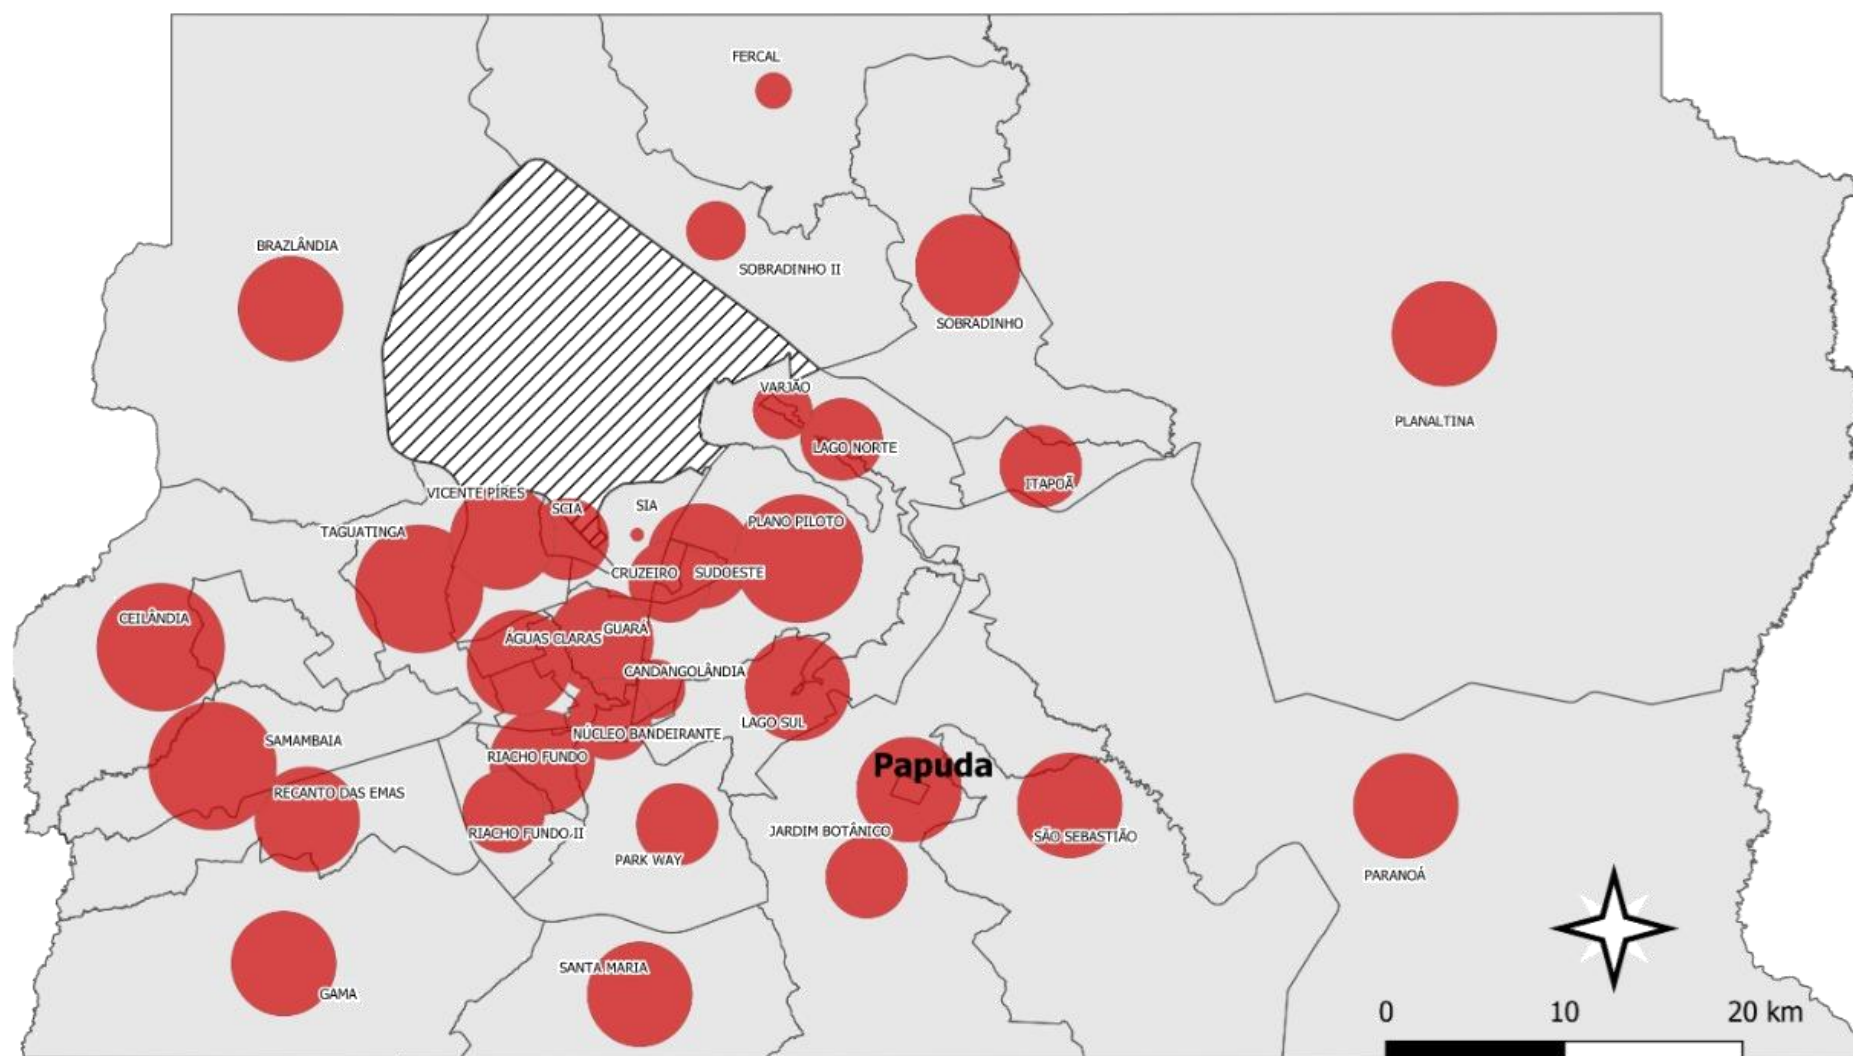 FERCAL
BRAZLÂNDIA
SOBRADINHO II
SOBRADINHO
VARJÃO
PLANALTINA
LAGO NORTE
ITAPOÃ
VICENTE PÍRES
SCIA
SIA
PLANO PILOTO
TAGUATINGA
CRUZEIRO
SUDOESTE
CEILÂNDIA
ÁGUAS CLARAS
GUARÁ
CANDANGOLÂNDIA
LAGO SUL
NÚCLEO BANDEIRANTE
SAMAMBAIA
RIACHO FUNDO
Papuda
RECANTO DAS EMAS
RIACHO FUNDO II
JARDIM BOTÂNICO
SÃO SEBASTIÃO
PARK WAY
PARANOÁ
SANTA MARIA
GAMA
0 10 20 km